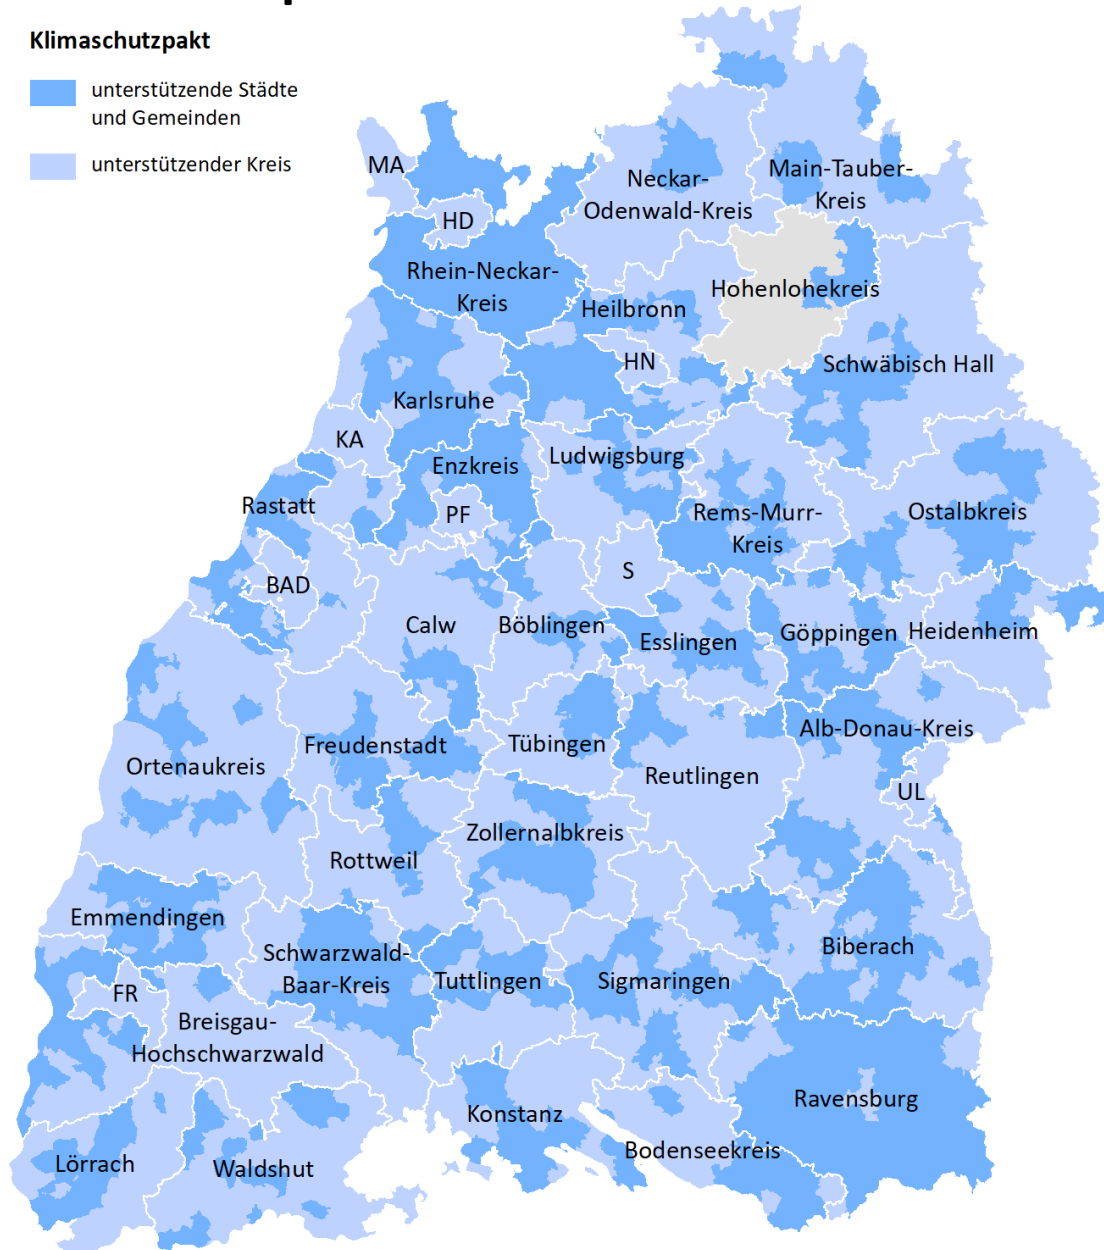 Klimaschutzpakt
unterstützende Städte
und Gemeinden
unterstützender Kreis
MA
Neckar-
Odenwald-Kreis
Main-Tauber-
Kreis
HD
Rhein-Neckar-
Kreis
Hohenlohekreis
Heilbronn
HN
Schwäbisch Hall
Karlsruhe
KA
Ludwigsburg
Enzkreis
Rastatt
PF
Rems-Murr-
Kreis
Ostalbkreis
S
BAD
Calw
Böblingen
Esslingen
Göppingen
Heidenheim
Alb-Donau-Kreis
Freudenstadt
Tübingen
Ortenaukreis
Reutlingen
UL
Zollernalbkreis
Rottweil
Emmendingen
Schwarzwald-
Baar-Kreis
Biberach
Tuttlingen
Sigmaringen
FR
Breisgau-
Hochschwarzwald
Ravensburg
Konstanz
Bodenseekreis
Lörrach
Waldshut